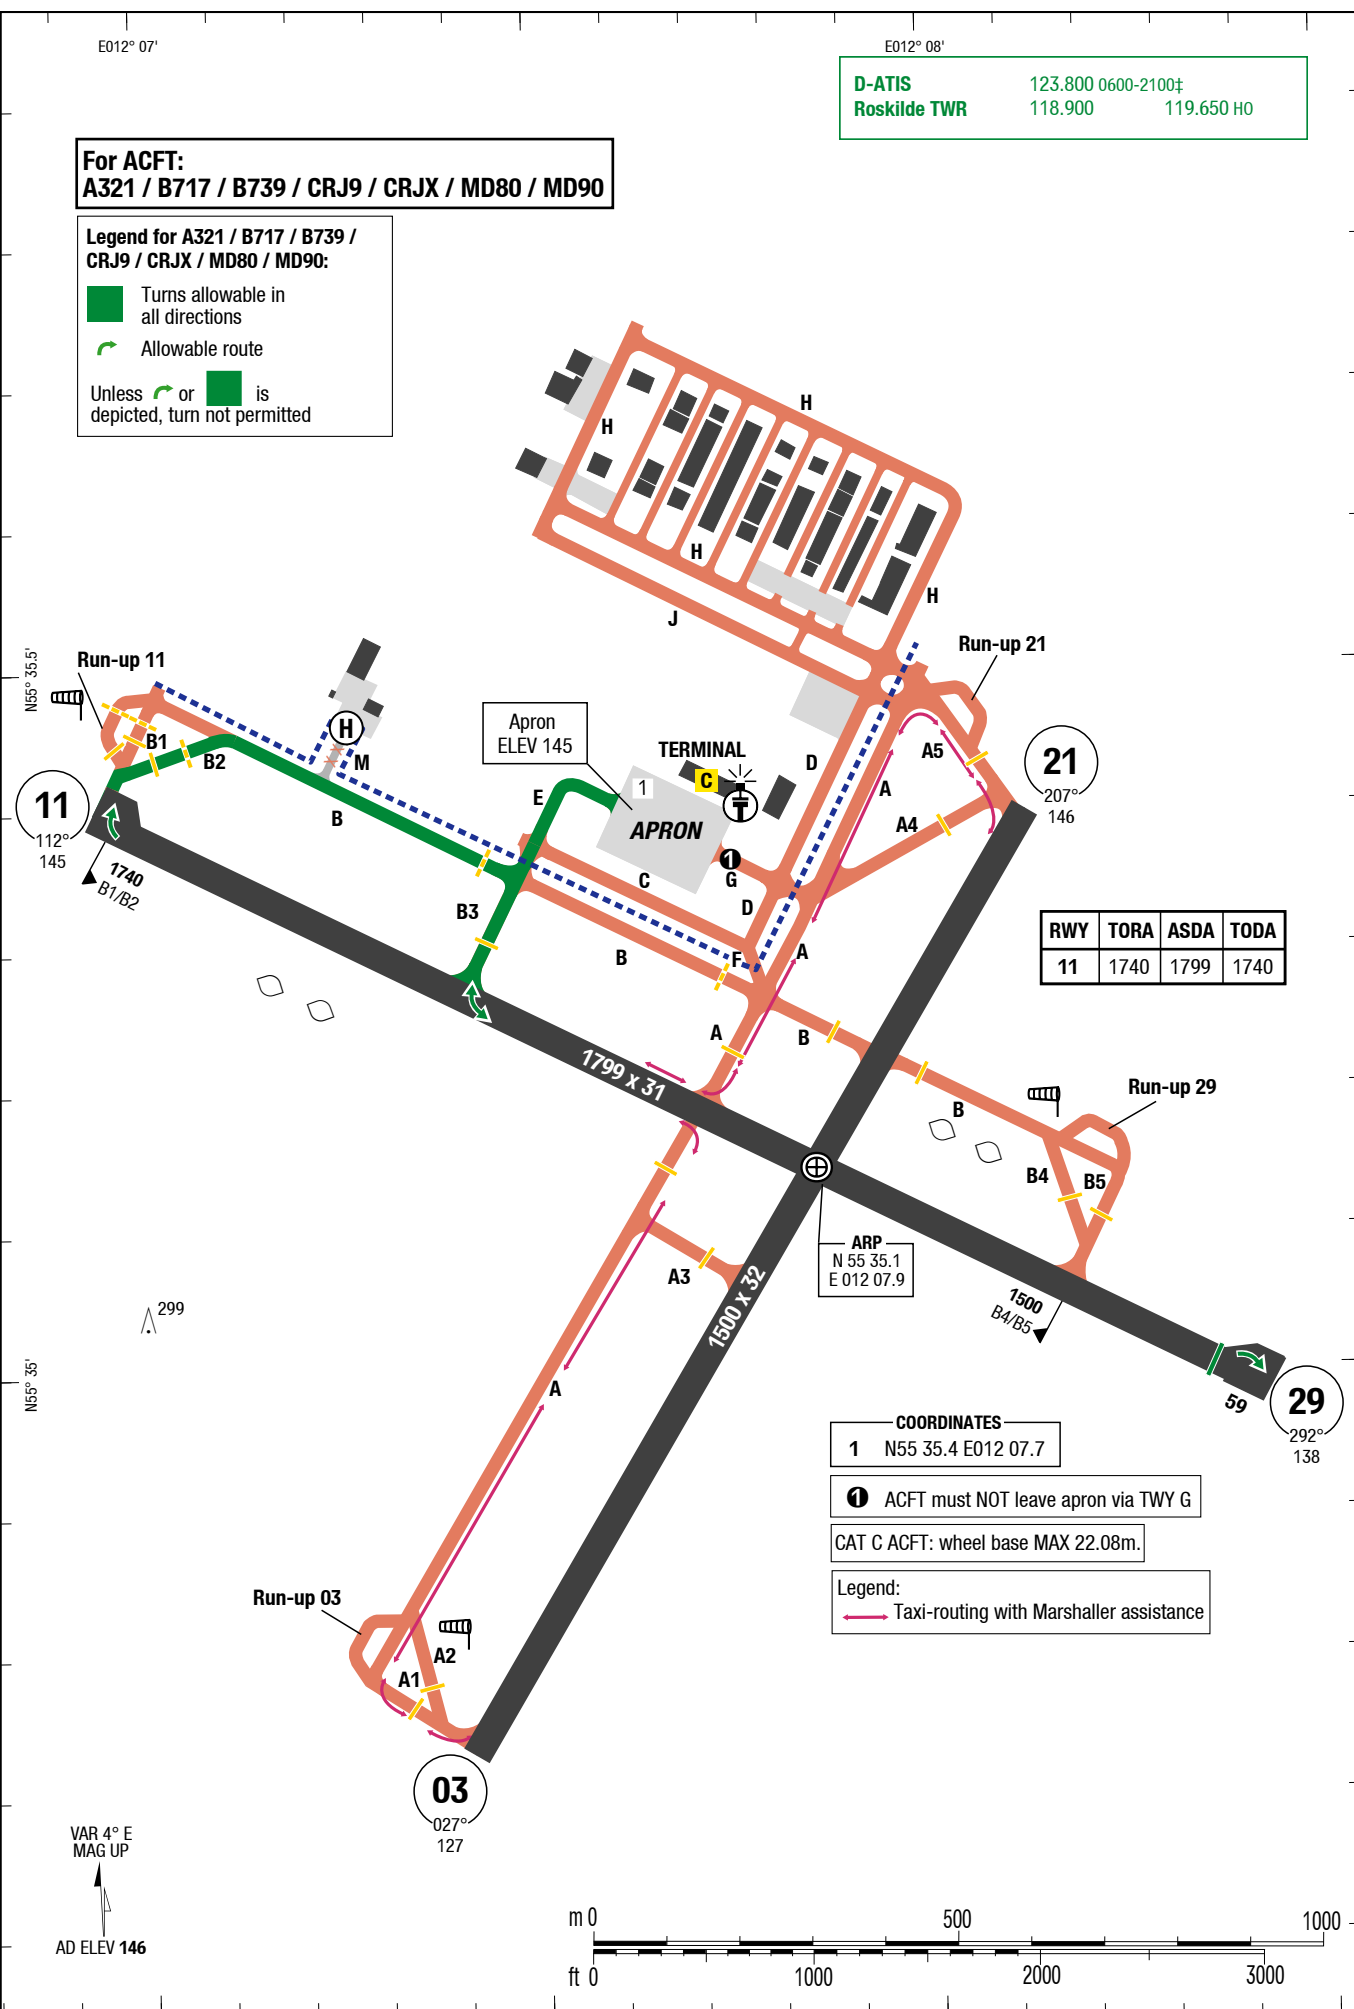 E012° 07'
E012° 08'
D-ATIS 123.800 0600-2100‡
Roskilde TWR 118.900 119.650 HO
For ACFT:
A321 / B717 / B739 / CRJ9 / CRJX / MD80 / MD90
Legend for A321 / B717 / B739 /
CRJ9 / CRJX / MD80 / MD90:
Turns allowable in
all directions
Allowable route
Unless or is
depicted, turn not permitted
H
H
H
H
J
Run-up 21
Run-up 11
N55° 35.5'
B1
B2
H
M
Apron
ELEV 145
TERMINAL
C
1
APRON
D
A5
21
207°
146
11
112°
145
1740
B1/B2
B
E
A
A4
1
G
C
D
B3
B
F
A
RWY TORA ASDA TODA
11 1740 1799 1740
A
B
1799 x 31
B
Run-up 29
B4
B5
ARP
N 55 35.1
E 012 07.9
A3
1500 x 32
1500
B4/B5
299
N55° 35'
A
59
29
292°
138
COORDINATES
1 N55 35.4 E012 07.7
1 ACFT must NOT leave apron via TWY G
CAT C ACFT: wheel base MAX 22.08m.
Legend:
Taxi-routing with Marshaller assistance
Run-up 03
A2
A1
03
027°
127
VAR 4° E
MAG UP
AD ELEV 146
m 0 500 1000
ft 0 1000 2000 3000